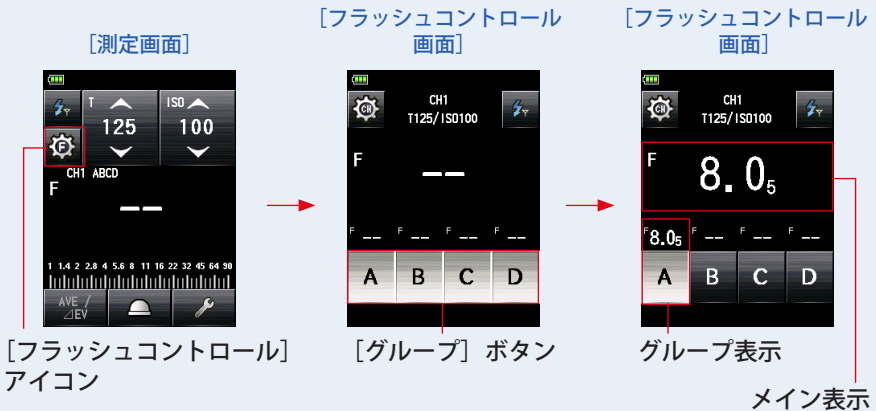 [測定画面]
T
125
ISO
100
F
CH1 ABCD
F
--
1 1.4 2 2.8 4 5.6 8 11 16 22 32 45 64 90
AVE /
⊿EV
[フラッシュコントロール]
アイコン
[フラッシュコントロール
画面]
CH
CH1
T125/ISO100
F
--
F -- F -- F -- F --
A B C D
[グループ] ボタン
[フラッシュコントロール
画面]
CH
CH1
T125/ISO100
F
8.05
F 8.05 F -- F -- F --
A B C D
グループ表示
メイン表示